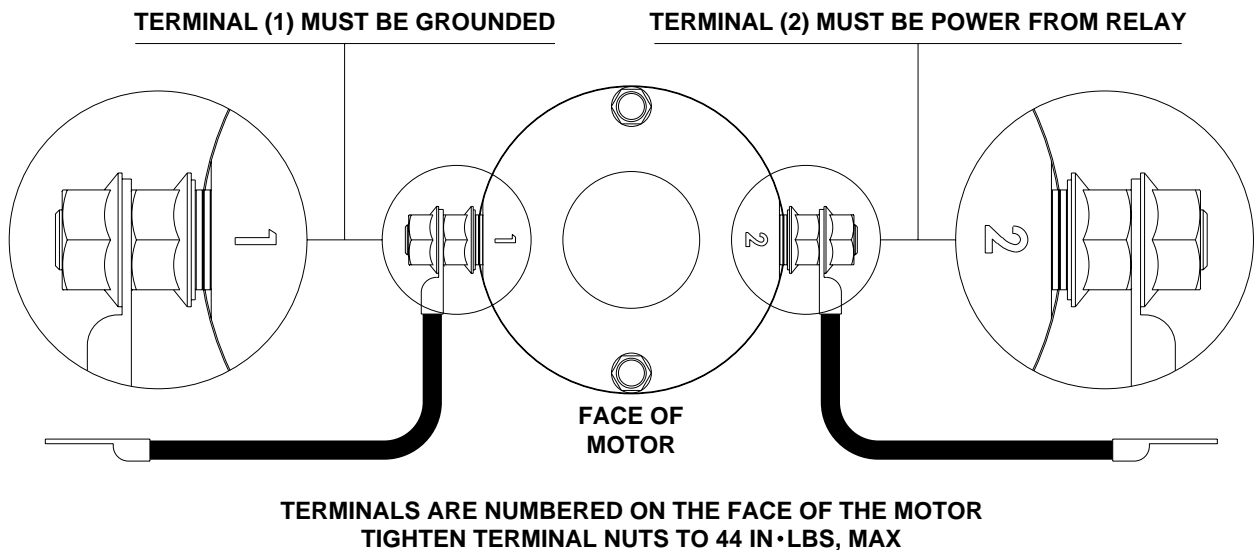 TERMINAL (1) MUST BE GROUNDED
TERMINAL (2) MUST BE POWER FROM RELAY
1
1
2
2
FACE OF
MOTOR
TERMINALS ARE NUMBERED ON THE FACE OF THE MOTOR
TIGHTEN TERMINAL NUTS TO 44 IN•LBS, MAX